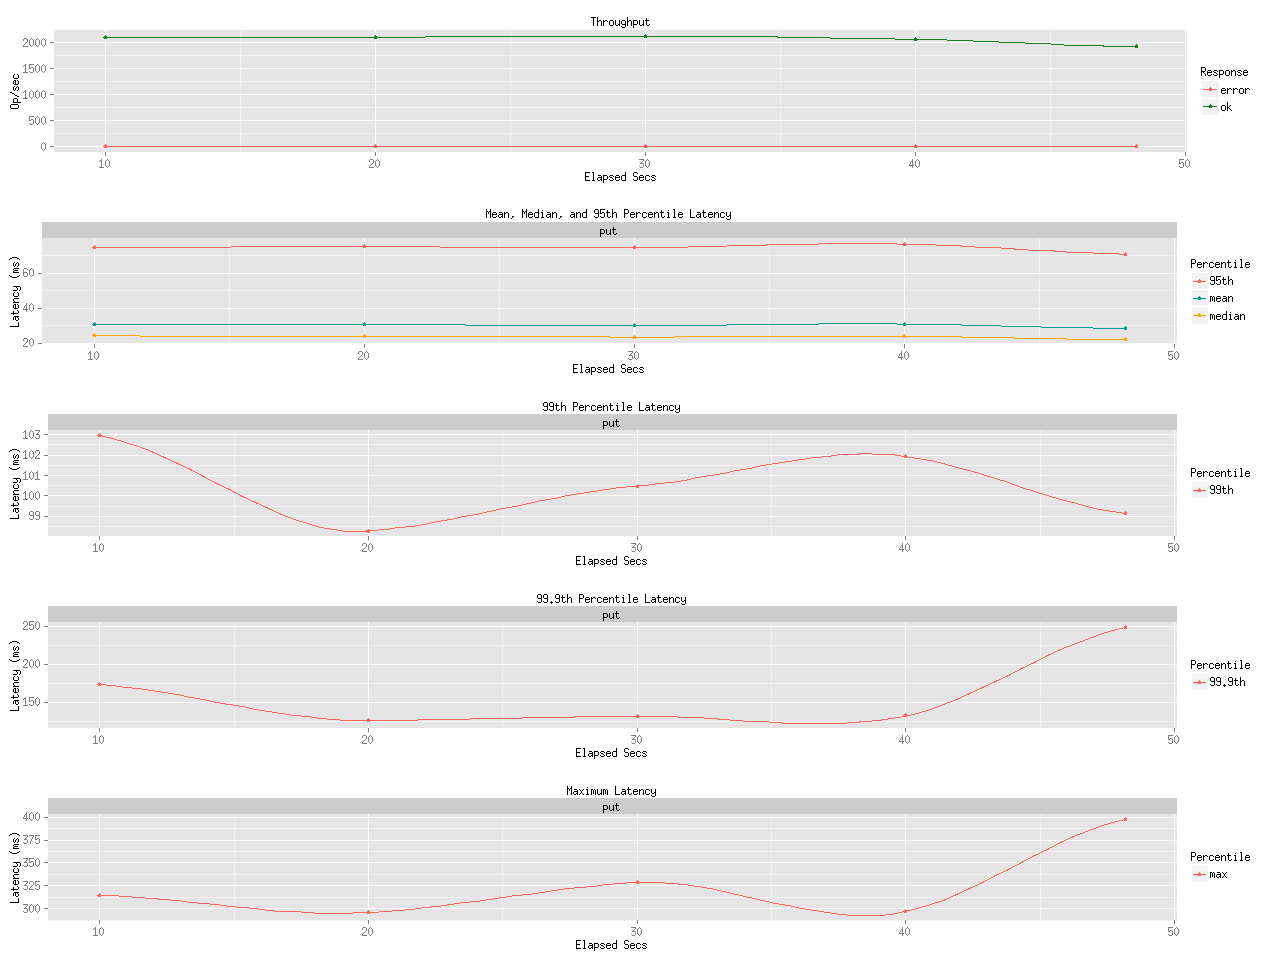 Throughput
2000
1500
1000
500
0
Op/sec
10 20 30 40 50
Elapsed Secs
Response
error
ok
Mean, Median, and 95th Percentile Latency
put
60
40
20
Latency (ms)
10 20 30 40 50
Elapsed Secs
Percentile
95th
mean
median
99th Percentile Latency
put
103
102
101
100
99
Latency (ms)
10 20 30 40 50
Elapsed Secs
Percentile
99th
99.9th Percentile Latency
put
250
200
150
Latency (ms)
10 20 30 40 50
Elapsed Secs
Percentile
99.9th
Maximum Latency
put
400
375
350
325
300
Latency (ms)
10 20 30 40 50
Elapsed Secs
Percentile
max